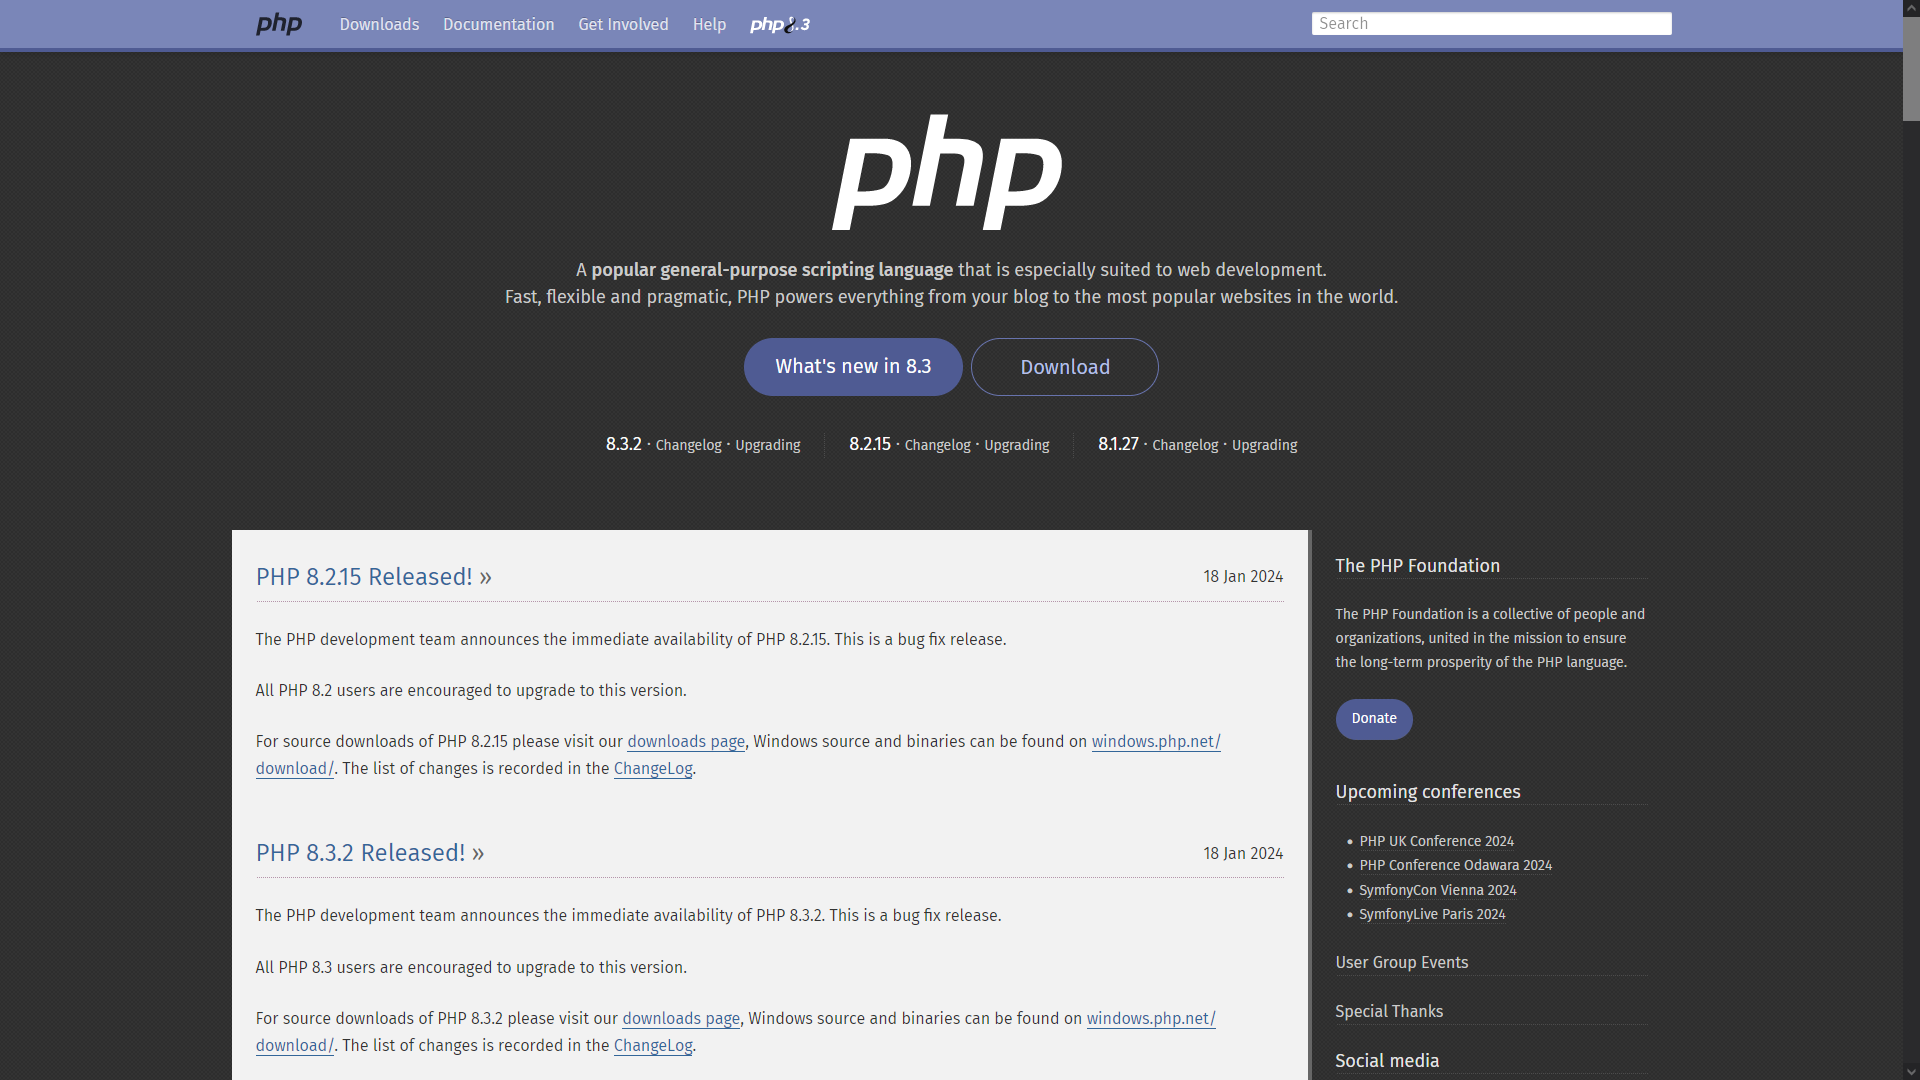 php Downloads Documentation Get Involved Help php8.3 Search
php
A popular general-purpose scripting language that is especially suited to web development.
Fast, flexible and pragmatic, PHP powers everything from your blog to the most popular websites in the world.
What's new in 8.3 Download
8.3.2 · Changelog · Upgrading 8.2.15 · Changelog · Upgrading 8.1.27 · Changelog · Upgrading
PHP 8.2.15 Released! » 18 Jan 2024
The PHP development team announces the immediate availability of PHP 8.2.15. This is a bug fix release.
All PHP 8.2 users are encouraged to upgrade to this version.
For source downloads of PHP 8.2.15 please visit our downloads page, Windows source and binaries can be found on windows.php.net/
download/. The list of changes is recorded in the ChangeLog.
PHP 8.3.2 Released! » 18 Jan 2024
The PHP development team announces the immediate availability of PHP 8.3.2. This is a bug fix release.
All PHP 8.3 users are encouraged to upgrade to this version.
For source downloads of PHP 8.3.2 please visit our downloads page, Windows source and binaries can be found on windows.php.net/
download/. The list of changes is recorded in the ChangeLog.
The PHP Foundation
The PHP Foundation is a collective of people and
organizations, united in the mission to ensure
the long-term prosperity of the PHP language.
Donate
Upcoming conferences
• PHP UK Conference 2024
• PHP Conference Odawara 2024
• SymfonyCon Vienna 2024
• SymfonyLive Paris 2024
User Group Events
Special Thanks
Social media